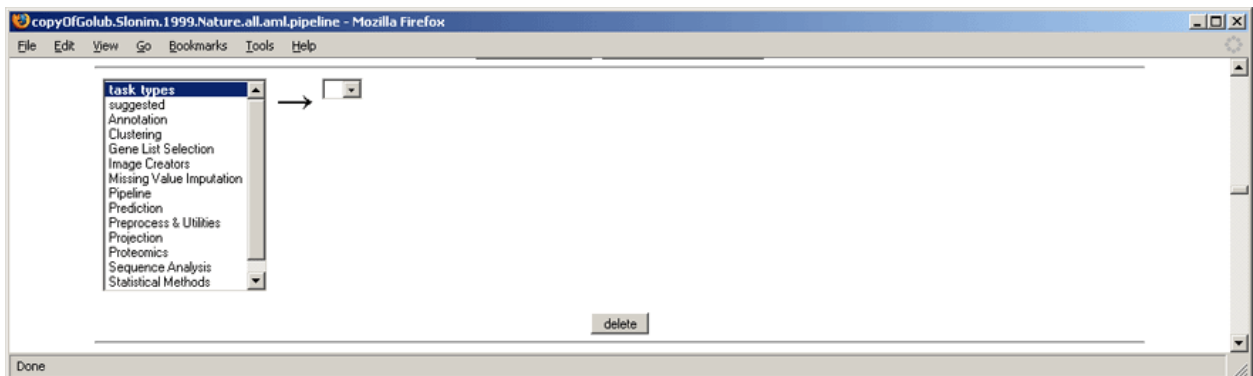 copyOfGolub.Slonim.1999.Nature.all.aml.pipeline - Mozilla Firefox
File Edit View Go Bookmarks Tools Help
task types
suggested
Annotation
Clustering
Gene List Selection
Image Creators
Missing Value Imputation
Pipeline
Prediction
Preprocess & Utilities
Projection
Proteomics
Sequence Analysis
Statistical Methods
delete
Done